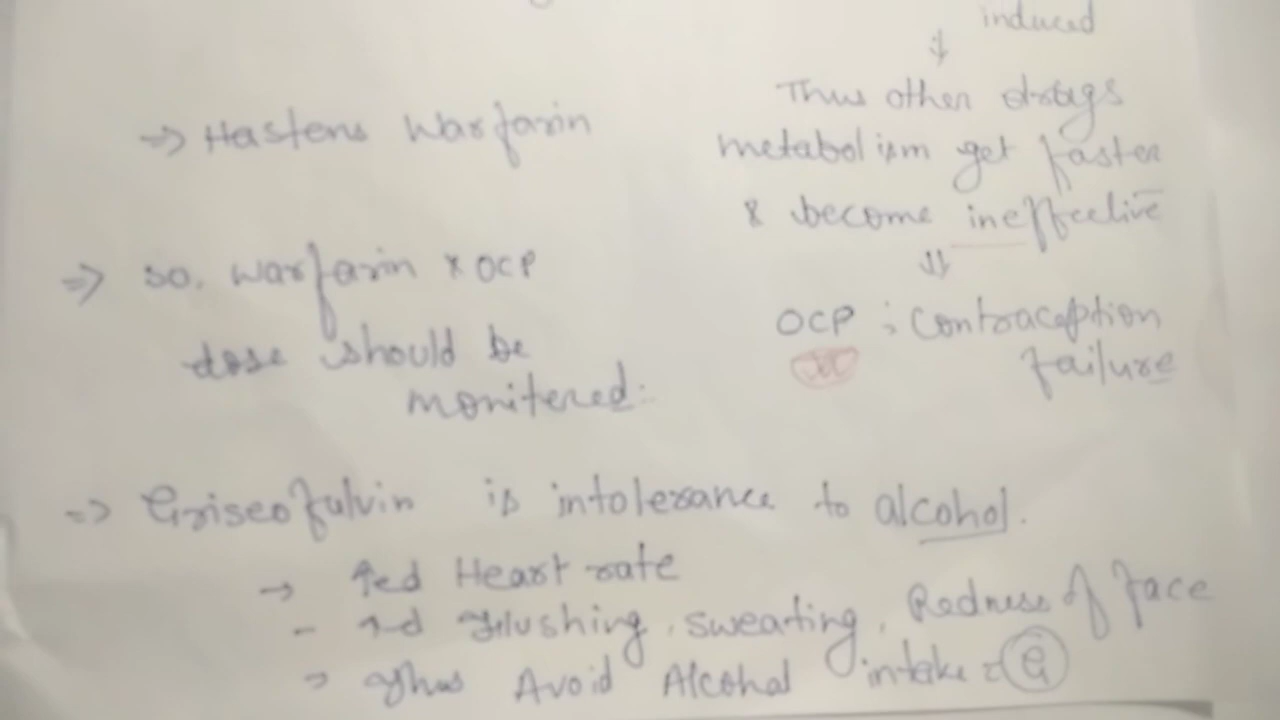 induced
↓
Thus other drugs
metabolism get faster
& become ineffective
⇓
OCP : Contraception
failure
⇒ Hastens Warfarin
⇒ so, warfarin & OCP
dose should be
monitered.
⇒ Griseofulvin is intolerance to alcohol.
→ ↑ed Heart rate
- ↑ed flushing, sweating, Redness of face
→ Thus Avoid Alcohol intake c̄ G